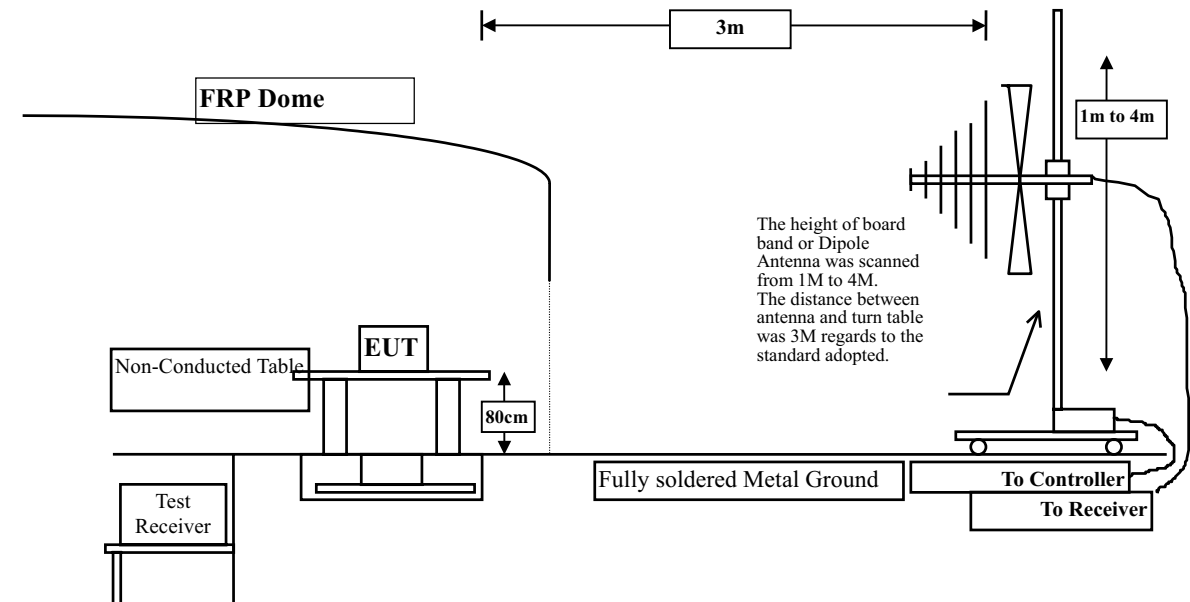 3m
FRP Dome
1m to 4m
The height of board
band or Dipole
Antenna was scanned
from 1M to 4M.
The distance between
antenna and turn table
was 3M regards to the
standard adopted.
EUT
Non-Conducted Table
80cm
Fully soldered Metal Ground
To Controller
To Receiver
Test
Receiver